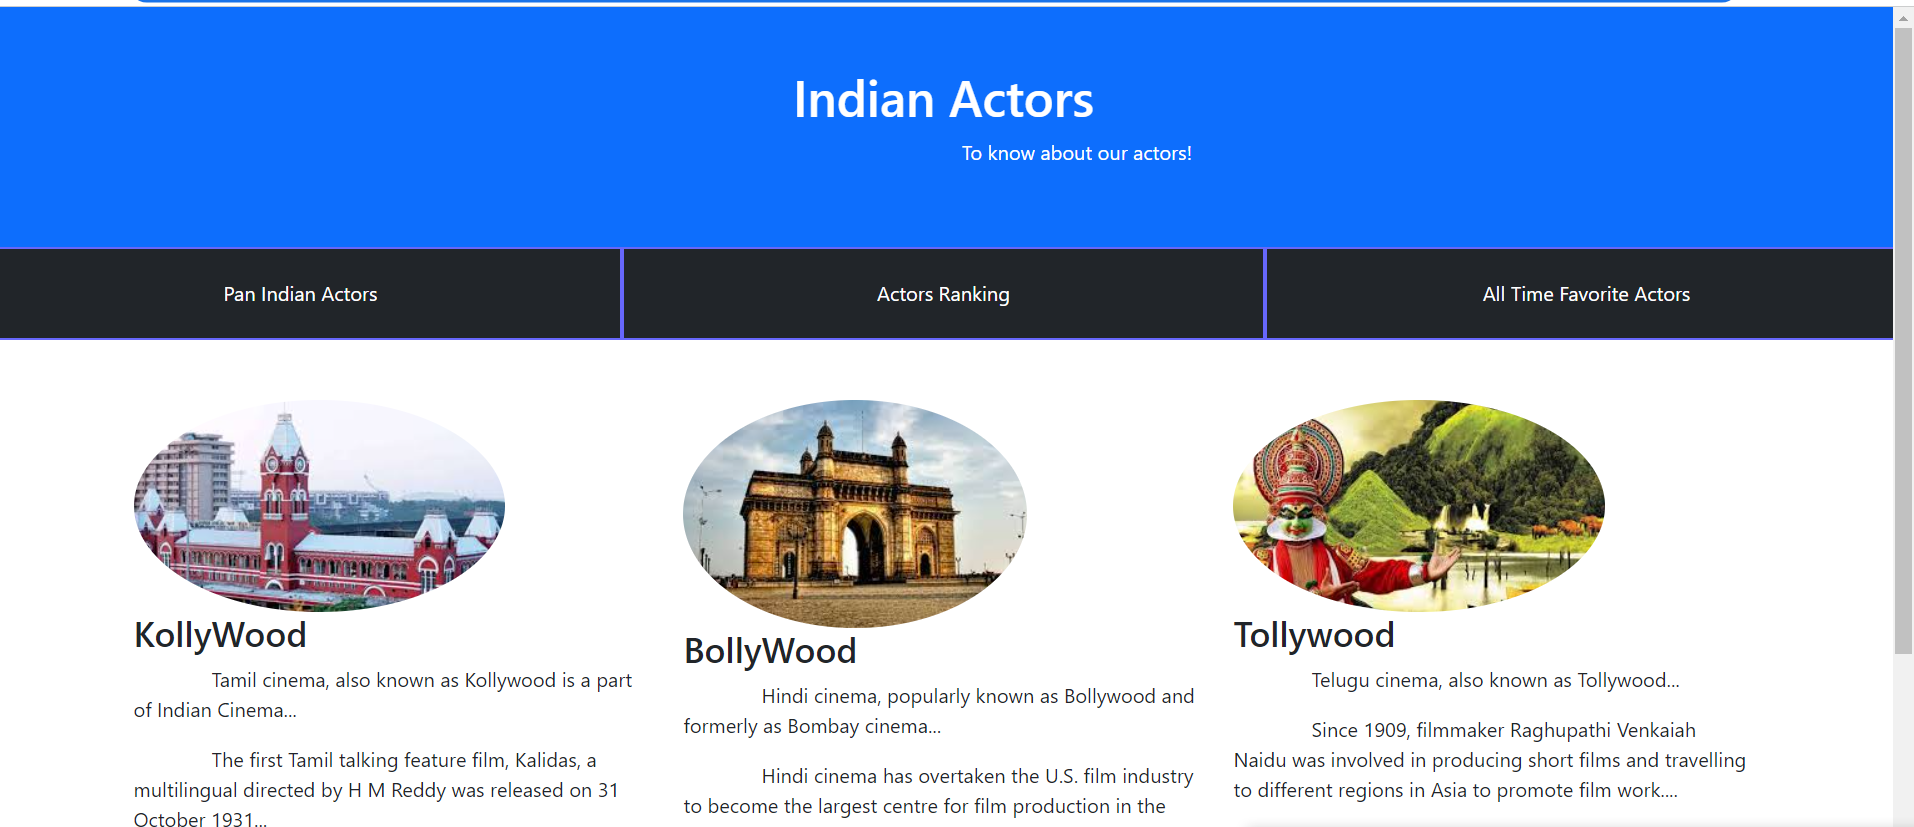 Indian Actors
To know about our actors!
Pan Indian Actors
Actors Ranking
All Time Favorite Actors
KollyWood
Tamil cinema, also known as Kollywood is a part
of Indian Cinema...
The first Tamil talking feature film, Kalidas, a
multilingual directed by H M Reddy was released on 31
October 1931...
BollyWood
Hindi cinema, popularly known as Bollywood and
formerly as Bombay cinema...
Hindi cinema has overtaken the U.S. film industry
to become the largest centre for film production in the
Tollywood
Telugu cinema, also known as Tollywood...
Since 1909, filmmaker Raghupathi Venkaiah
Naidu was involved in producing short films and travelling
to different regions in Asia to promote film work....